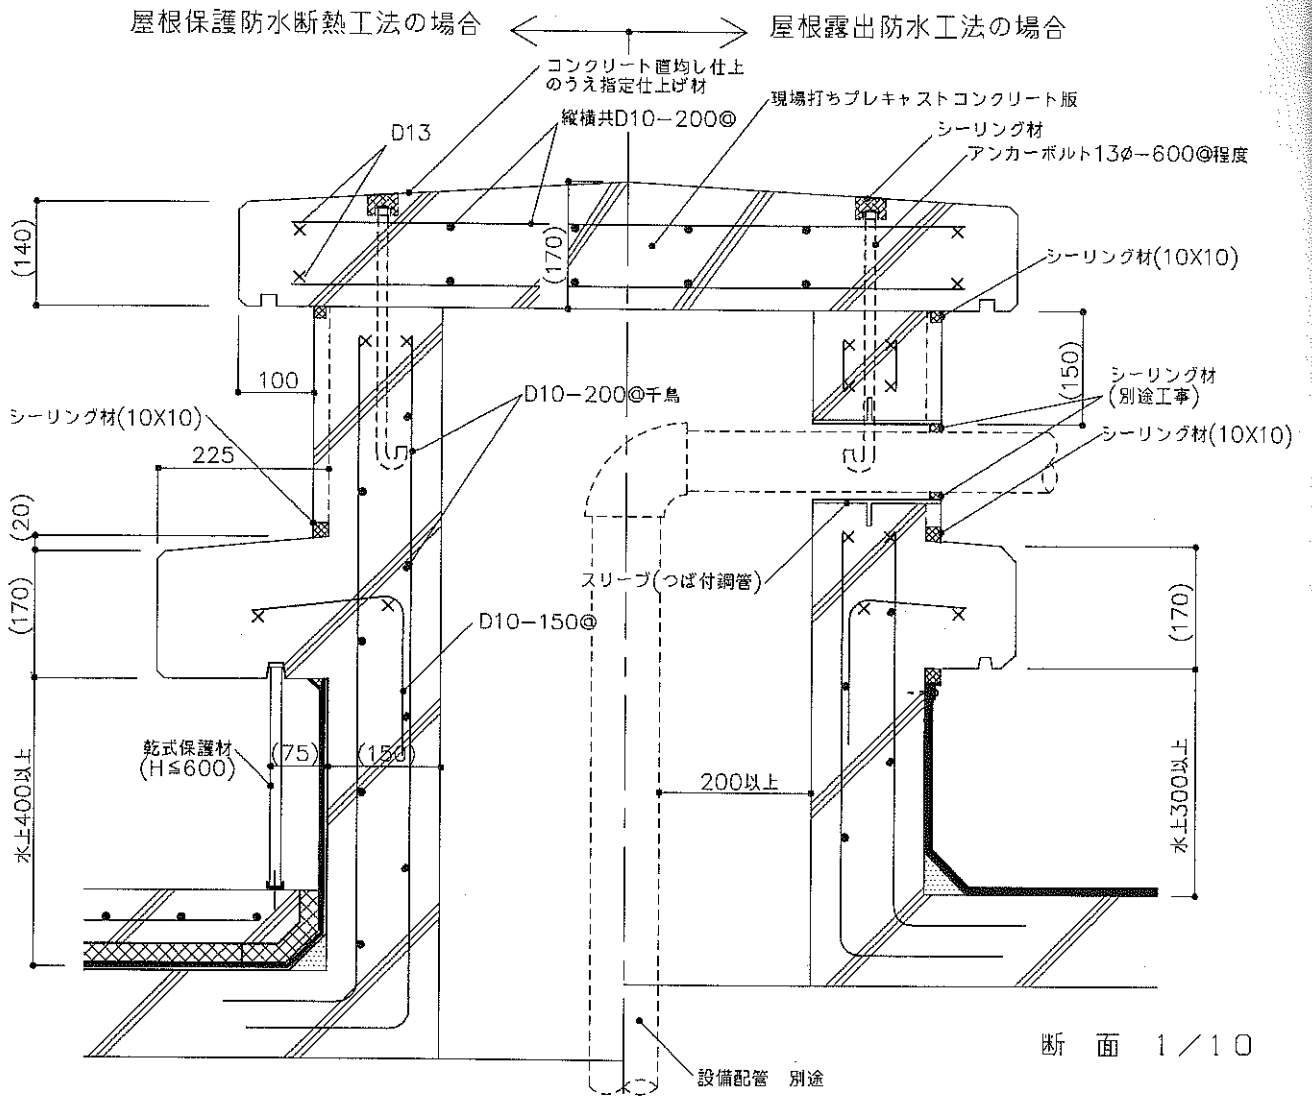 屋根保護防水断熱工法の場合
屋根露出防水工法の場合
コンクリート直均し仕上
のうえ指定仕上げ材
現場打ちプレキャストコンクリート版
縦横共D10-200@
シーリング材
D13
アンカーボルト13φ-600@程度
(140)
(170)
シーリング材(10X10)
100
(150)
シーリング材
(別途工事)
D10-200@千鳥
シーリング材(10X10)
シーリング材(10X10)
225
(20)
スリーブ(つば付鋼管)
(170)
D10-150@
(170)
乾式保護材
(H≦600)
(75)
(150)
200以上
水上400以上
水上300以上
断面 1/10
設備配管 別途